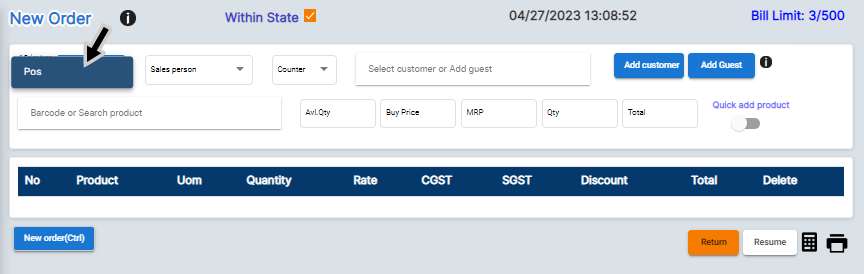 New Order Within State 04/27/2023 13:08:52 Bill Limit: 3/500
Pos Sales person Counter Select customer or Add guest Add customer Add Guest
Barcode or Search product Avl.Qty Buy Price MRP Qty Total Quick add product
No Product Uom Quantity Rate CGST SGST Discount Total Delete
New order(Ctrl) Return Resume